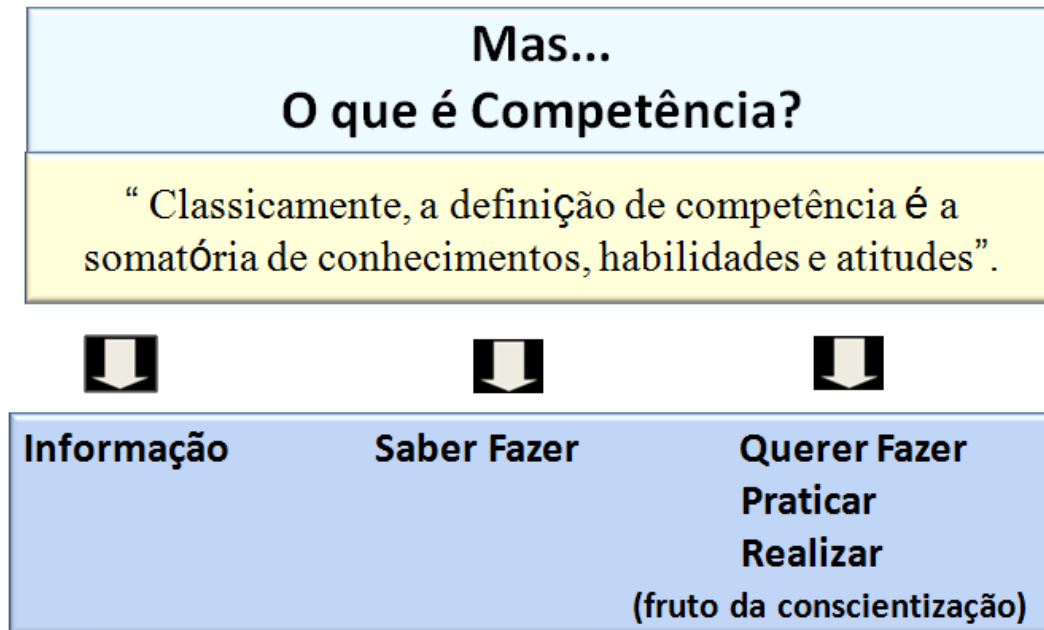 Mas...
O que é Competência?
“ Classicamente, a definição de competência é a
somatória de conhecimentos, habilidades e atitudes”.
Informação Saber Fazer Querer Fazer
Praticar
Realizar
(fruto da conscientização)